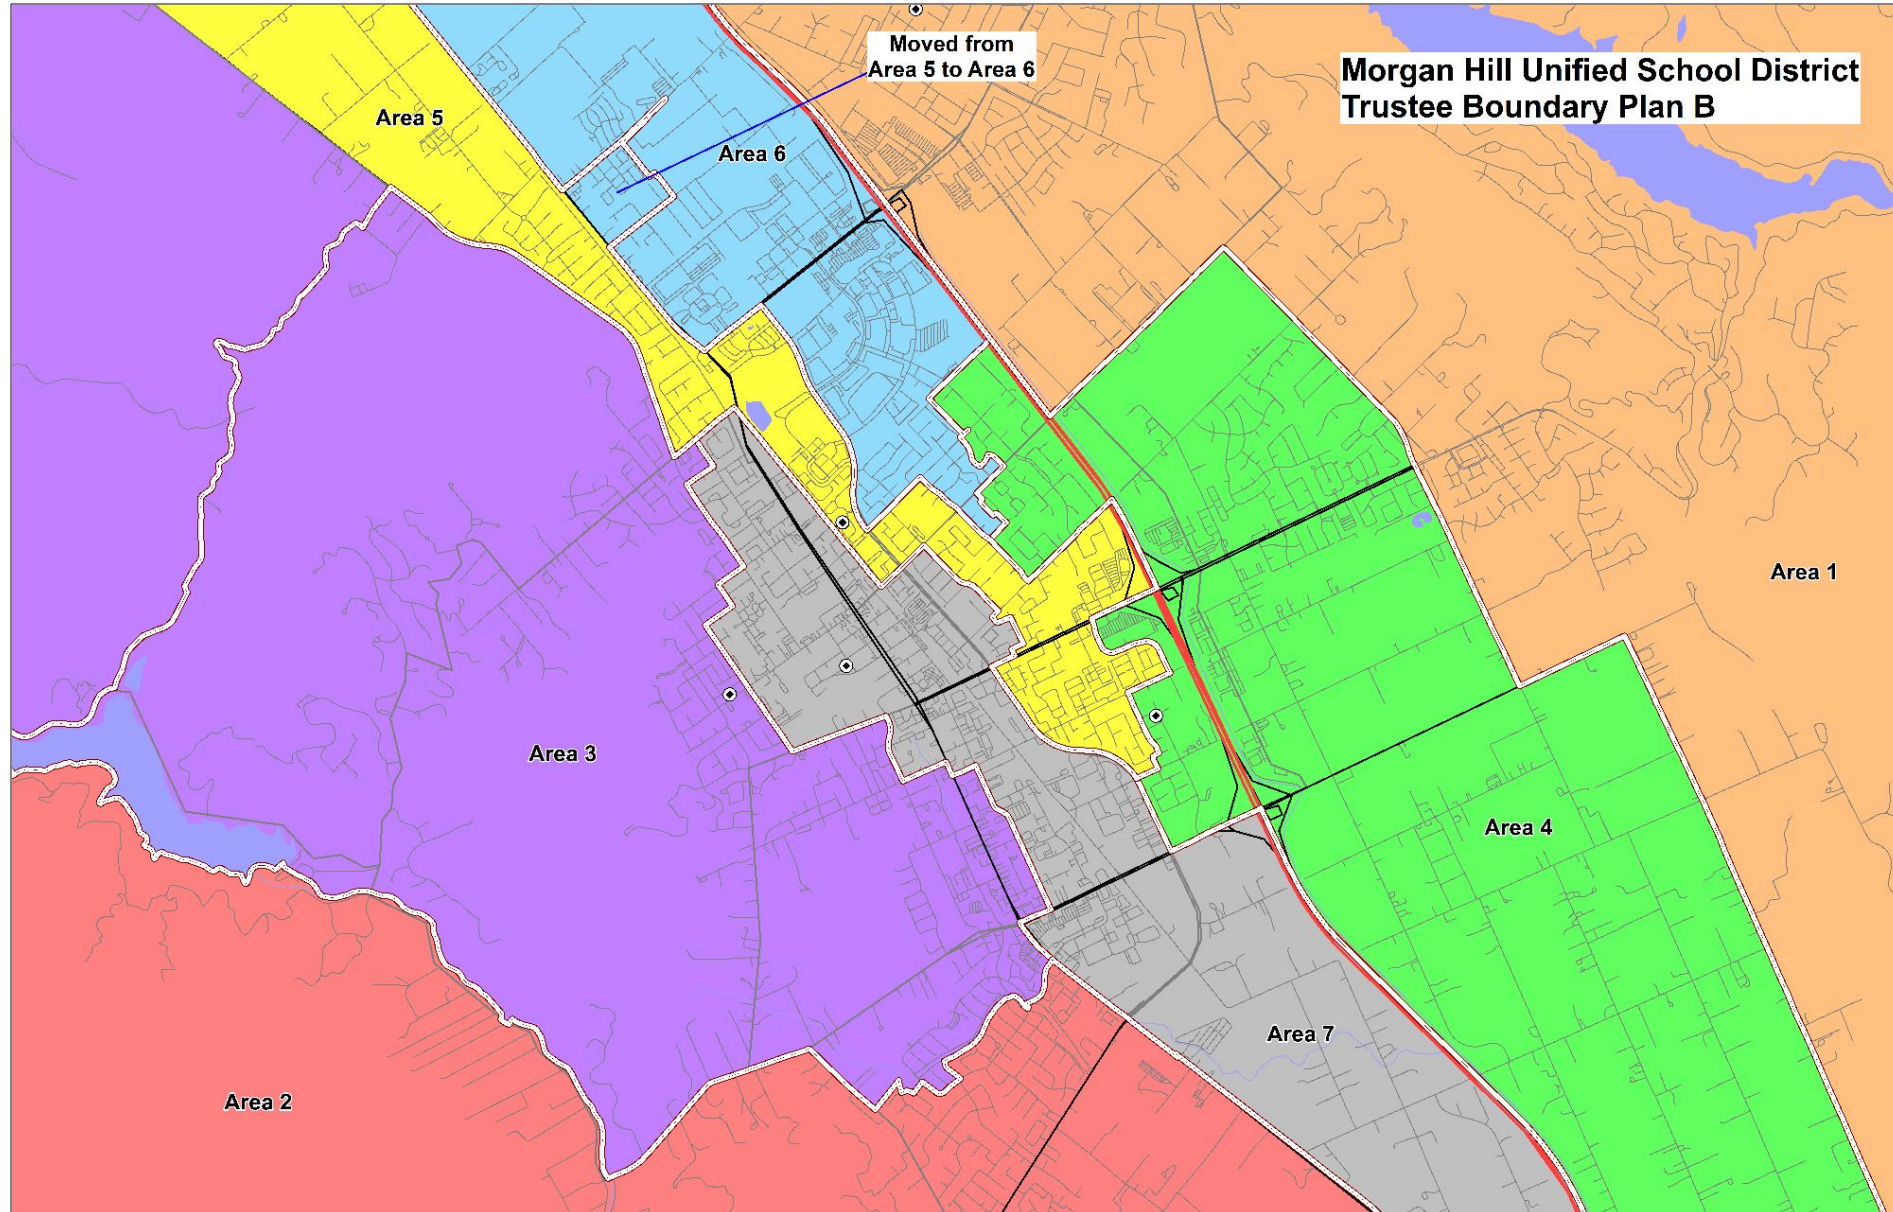 Moved from
Area 5 to Area 6
Morgan Hill Unified School District
Trustee Boundary Plan B
Area 5
Area 6
Area 1
Area 3
Area 4
Area 7
Area 2